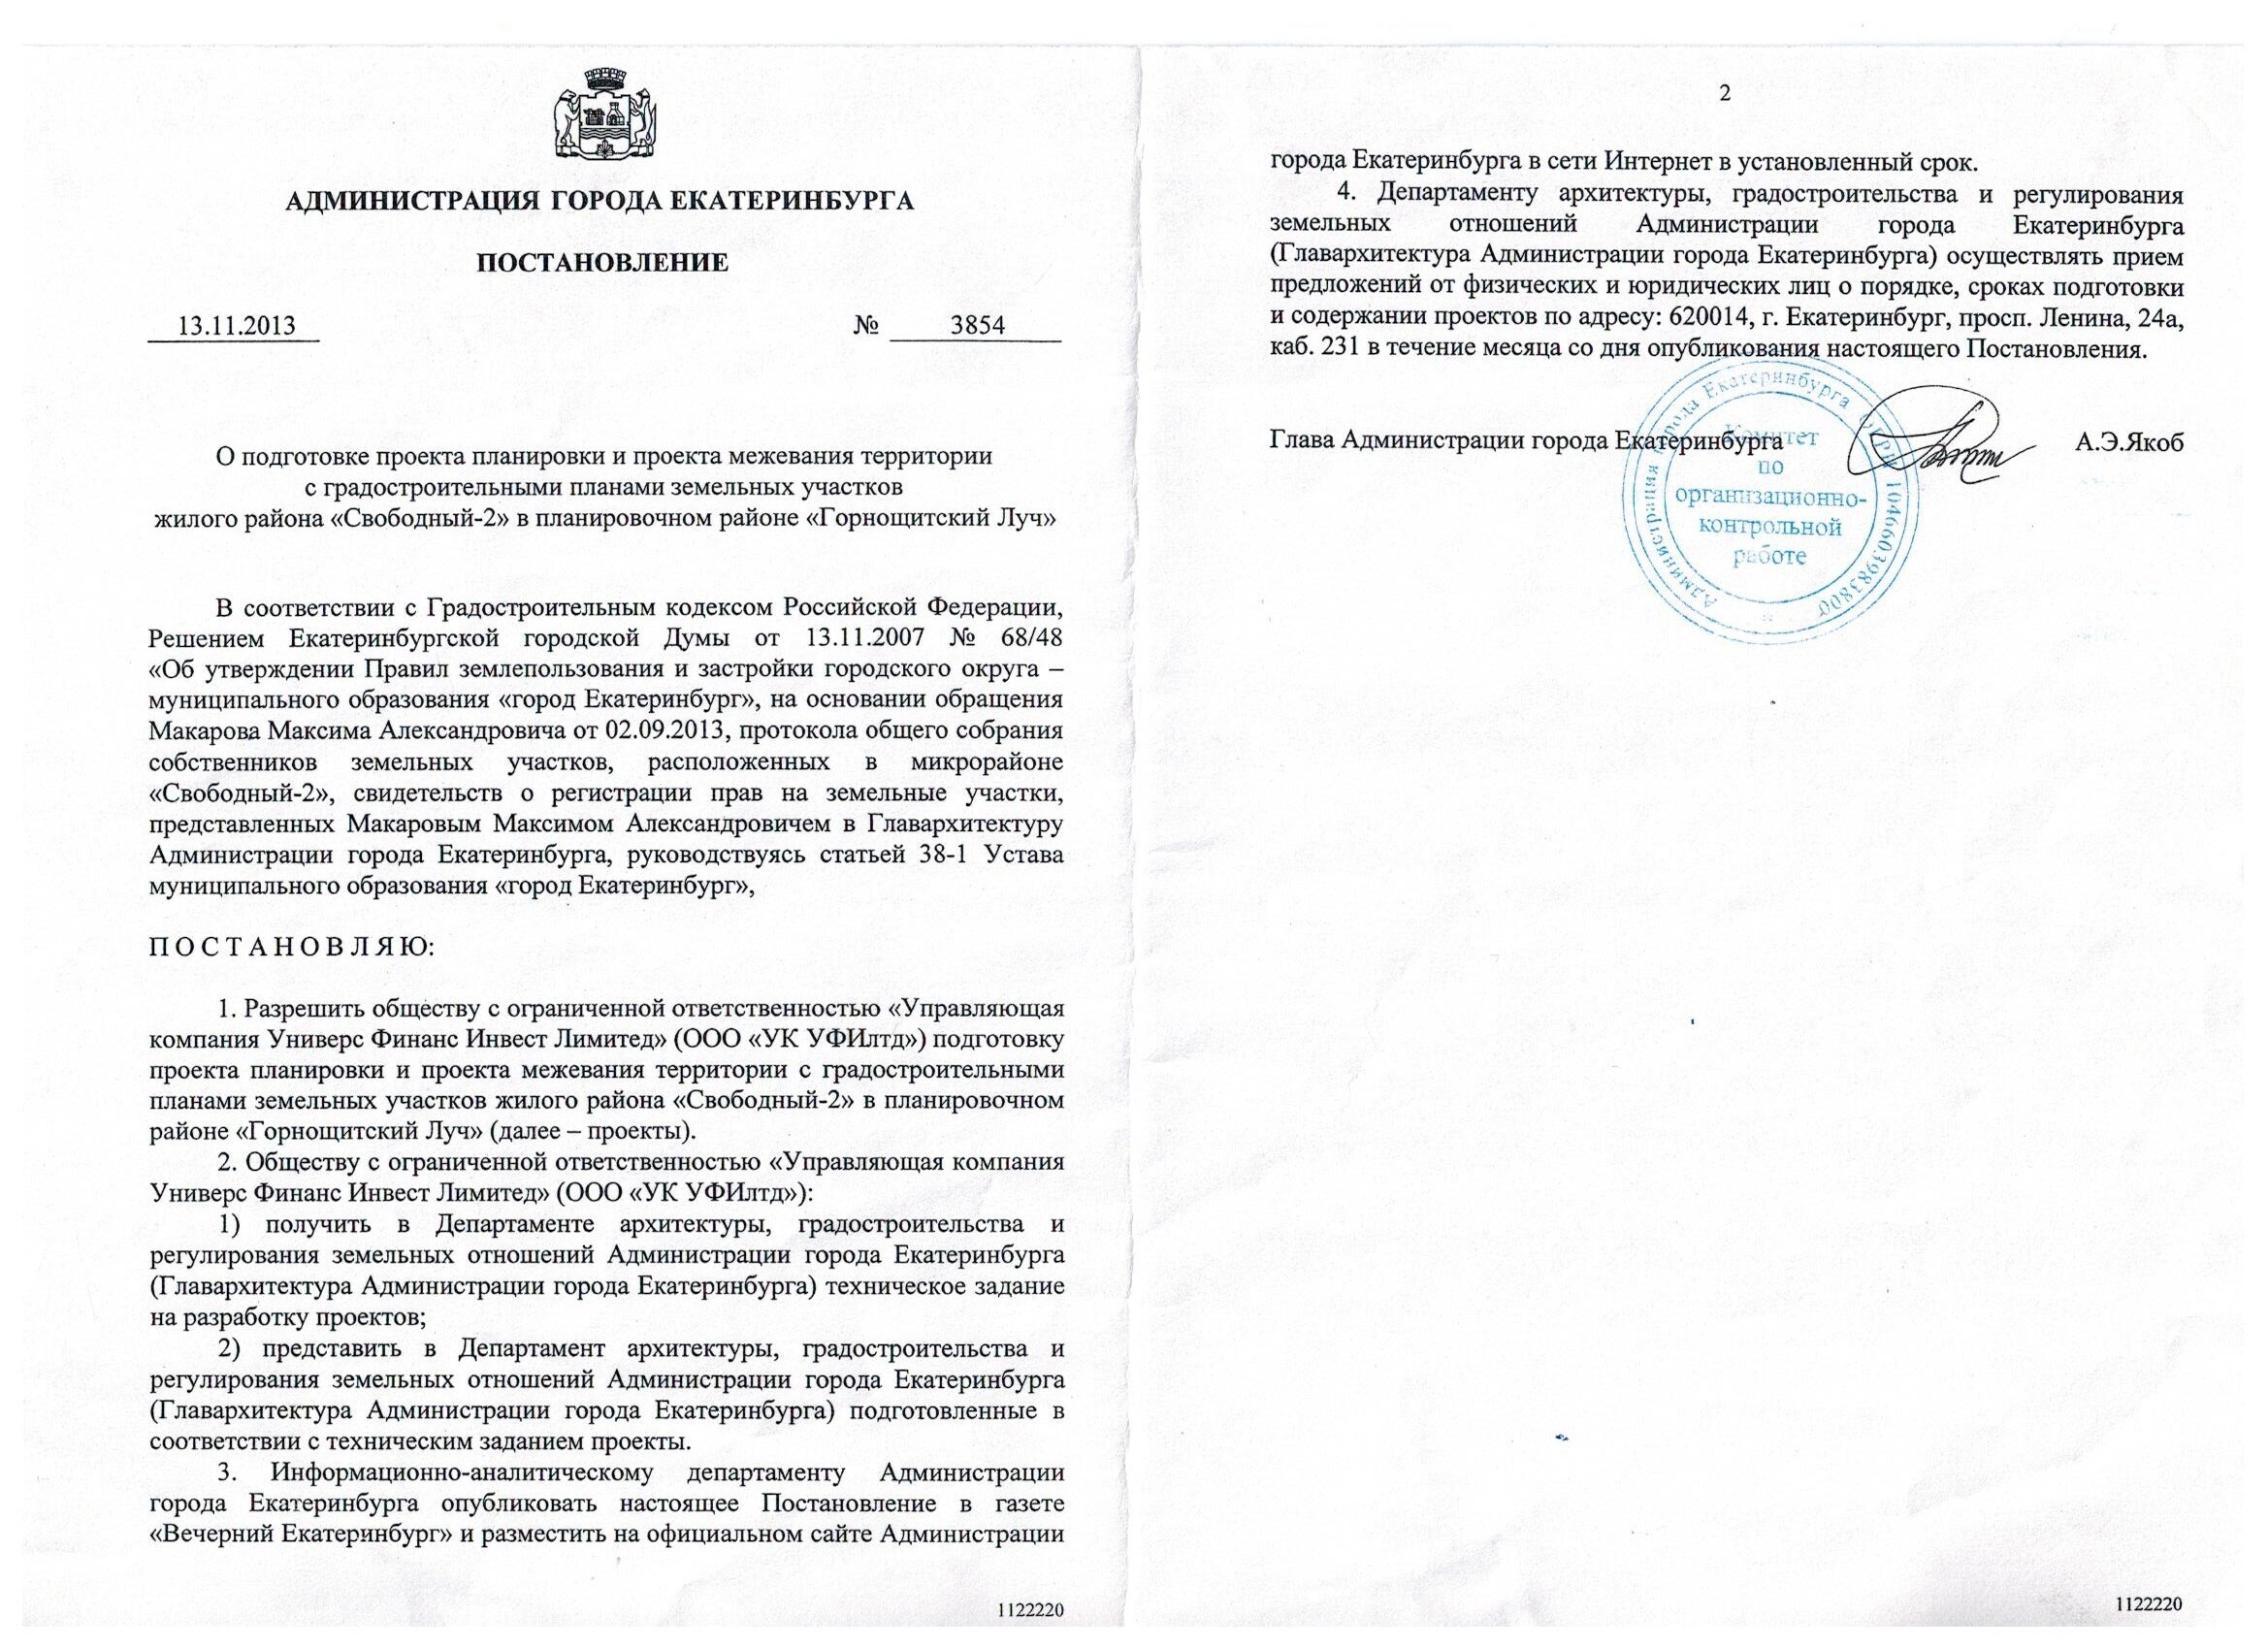 АДМИНИСТРАЦИЯ ГОРОДА ЕКАТЕРИНБУРГА
ПОСТАНОВЛЕНИЕ
13.11.2013 № 3854
О подготовке проекта планировки и проекта межевания территории
с градостроительными планами земельных участков
жилого района «Свободный-2» в планировочном районе «Горнощитский Луч»
В соответствии с Градостроительным кодексом Российской Федерации,
Решением Екатеринбургской городской Думы от 13.11.2007 № 68/48
«Об утверждении Правил землепользования и застройки городского округа –
муниципального образования «город Екатеринбург», на основании обращения
Макарова Максима Александровича от 02.09.2013, протокола общего собрания
собственников земельных участков, расположенных в микрорайоне
«Свободный-2», свидетельств о регистрации прав на земельные участки,
представленных Макаровым Максимом Александровичем в Главархитектуру
Администрации города Екатеринбурга, руководствуясь статьей 38-1 Устава
муниципального образования «город Екатеринбург»,
П О С Т А Н О В Л Я Ю:
1. Разрешить обществу с ограниченной ответственностью «Управляющая
компания Универс Финанс Инвест Лимитед» (ООО «УК УФИлтд») подготовку
проекта планировки и проекта межевания территории с градостроительными
планами земельных участков жилого района «Свободный-2» в планировочном
районе «Горнощитский Луч» (далее – проекты).
2. Обществу с ограниченной ответственностью «Управляющая компания
Универс Финанс Инвест Лимитед» (ООО «УК УФИлтд»):
1) получить в Департаменте архитектуры, градостроительства и
регулирования земельных отношений Администрации города Екатеринбурга
(Главархитектура Администрации города Екатеринбурга) техническое задание
на разработку проектов;
2) представить в Департамент архитектуры, градостроительства и
регулирования земельных отношений Администрации города Екатеринбурга
(Главархитектура Администрации города Екатеринбурга) подготовленные в
соответствии с техническим заданием проекты.
3. Информационно-аналитическому департаменту Администрации
города Екатеринбурга опубликовать настоящее Постановление в газете
«Вечерний Екатеринбург» и разместить на официальном сайте Администрации
1122220
2
города Екатеринбурга в сети Интернет в установленный срок.
4. Департаменту архитектуры, градостроительства и регулирования
земельных отношений Администрации города Екатеринбурга
(Главархитектура Администрации города Екатеринбурга) осуществлять прием
предложений от физических и юридических лиц о порядке, сроках подготовки
и содержании проектов по адресу: 620014, г. Екатеринбург, просп. Ленина, 24а,
каб. 231 в течение месяца со дня опубликования настоящего Постановления.
Глава Администрации города Екатеринбурга А.Э.Якоб
Администрация города Екатеринбурга ОГРН 1046603983800
Комитет
по
организационно-
контрольной
работе
1122220